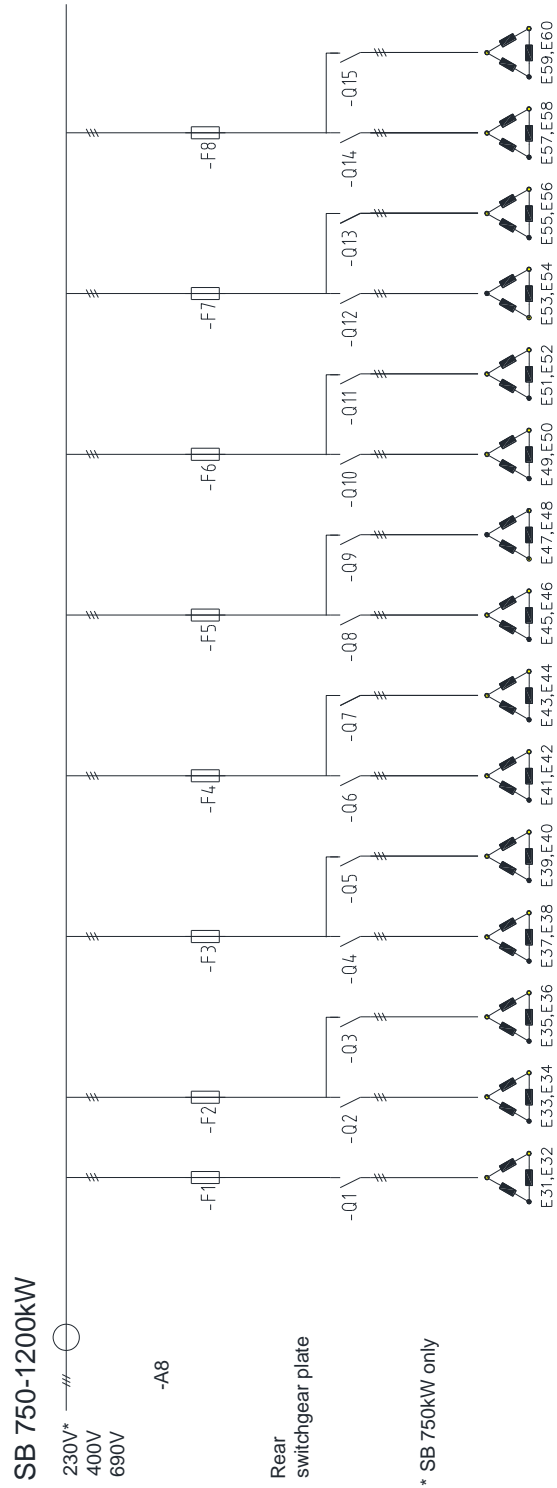 SB 750-1200kW
230V*
400V
690V
-A8
Rear
switchgear plate
* SB 750kW only
-F1
-F2
-F3
-F4
-F5
-F6
-F7
-F8
-Q1
-Q2
-Q3
-Q4
-Q5
-Q6
-Q7
-Q8
-Q9
-Q10
-Q11
-Q12
-Q13
-Q14
-Q15
E31,E32
E33,E34
E35,E36
E37,E38
E39,E40
E41,E42
E43,E44
E45,E46
E47,E48
E49,E50
E51,E52
E53,E54
E55,E56
E57,E58
E59,E60